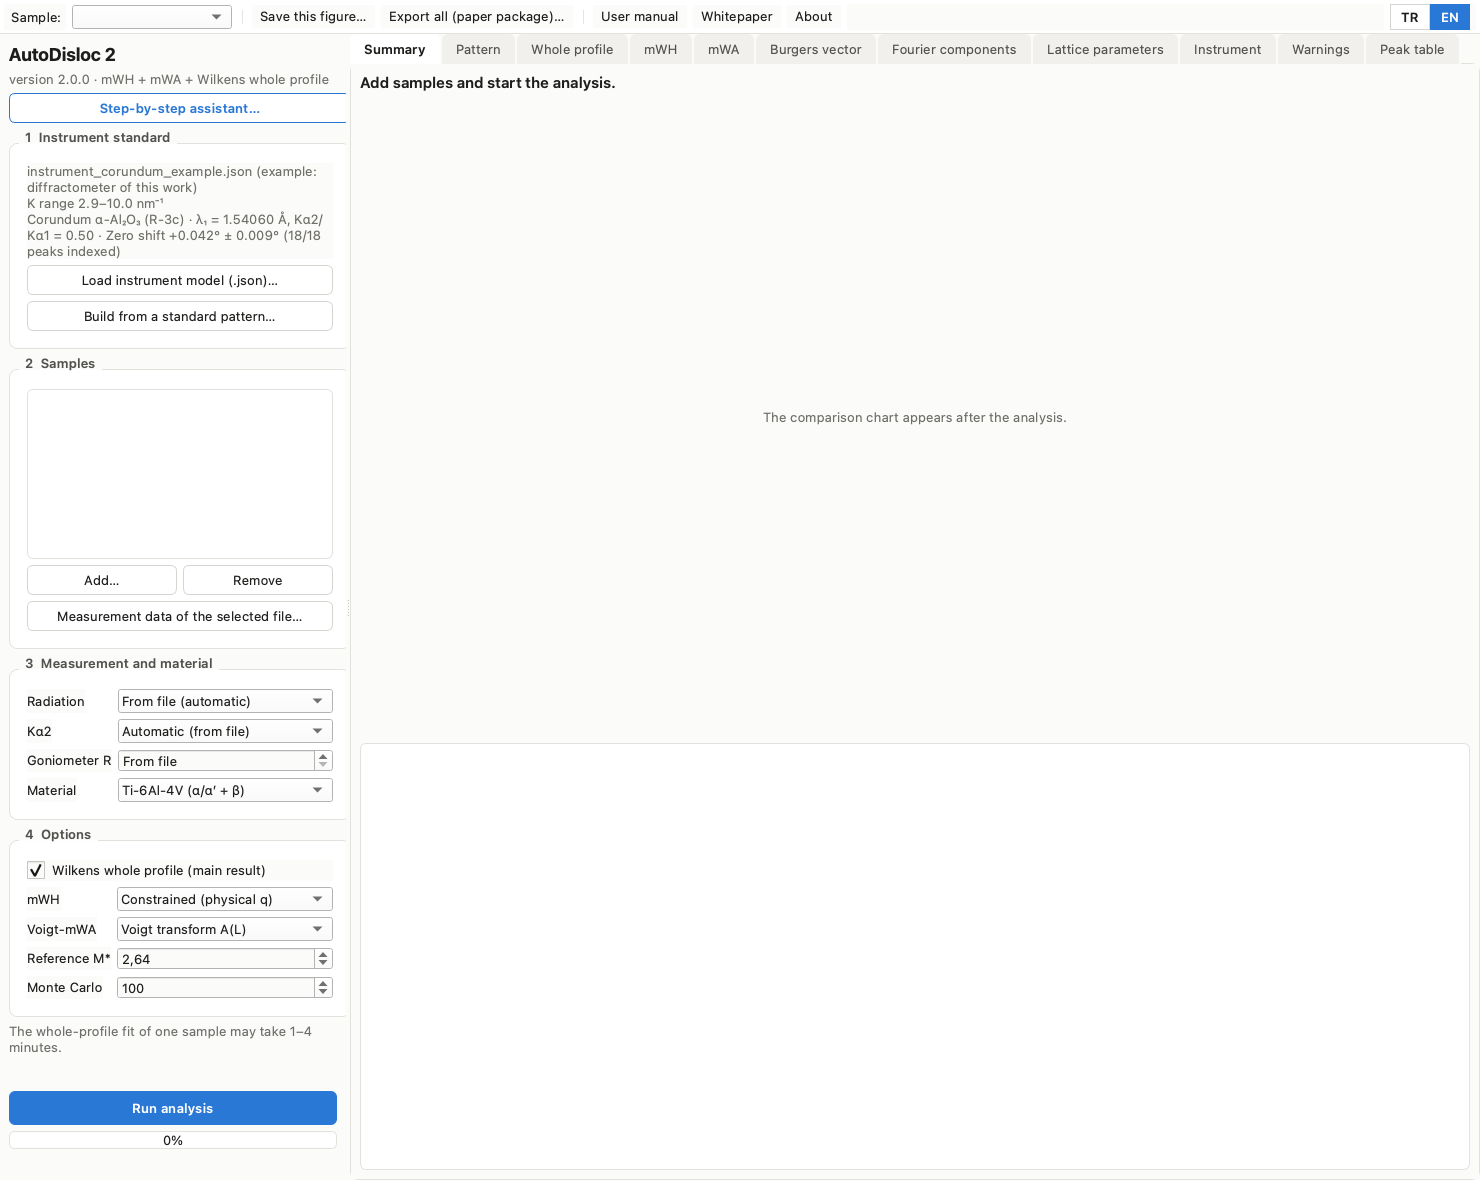 Sample:
Save this figure...
Export all (paper package)...
User manual
Whitepaper
About
TR
EN
AutoDisloc 2
version 2.0.0 · mWH + mWA + Wilkens whole profile
Step-by-step assistant...
1 Instrument standard
instrument_corundum_example.json (example:
diffractometer of this work)
K range 2.9–10.0 nm⁻¹
Corundum α-Al₂O₃ (R-3c) · λ₁ = 1.54060 Å, Kα2/
Kα1 = 0.50 · Zero shift +0.042° ± 0.009° (18/18
peaks indexed)
Load instrument model (.json)...
Build from a standard pattern...
2 Samples
Add...
Remove
Measurement data of the selected file...
3 Measurement and material
Radiation
From file (automatic)
Kα2
Automatic (from file)
Goniometer R
From file
Material
Ti-6Al-4V (α/α′ + β)
4 Options
Wilkens whole profile (main result)
mWH
Constrained (physical q)
Voigt-mWA
Voigt transform A(L)
Reference M*
2,64
Monte Carlo
100
The whole-profile fit of one sample may take 1–4
minutes.
Run analysis
0%
Summary
Pattern
Whole profile
mWH
mWA
Burgers vector
Fourier components
Lattice parameters
Instrument
Warnings
Peak table
Add samples and start the analysis.
The comparison chart appears after the analysis.